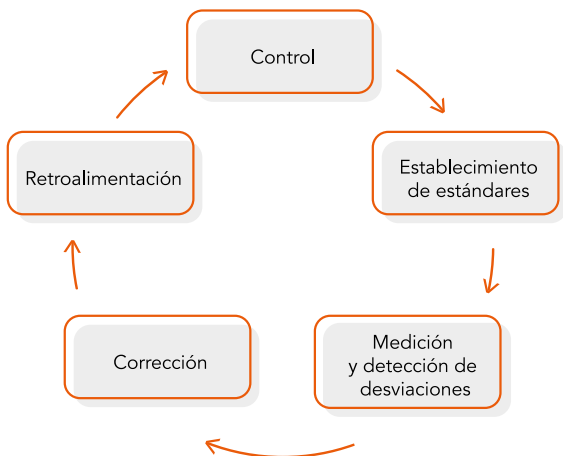 Control
Establecimiento
de estándares
Medición
y detección de
desviaciones
Corrección
Retroalimentación